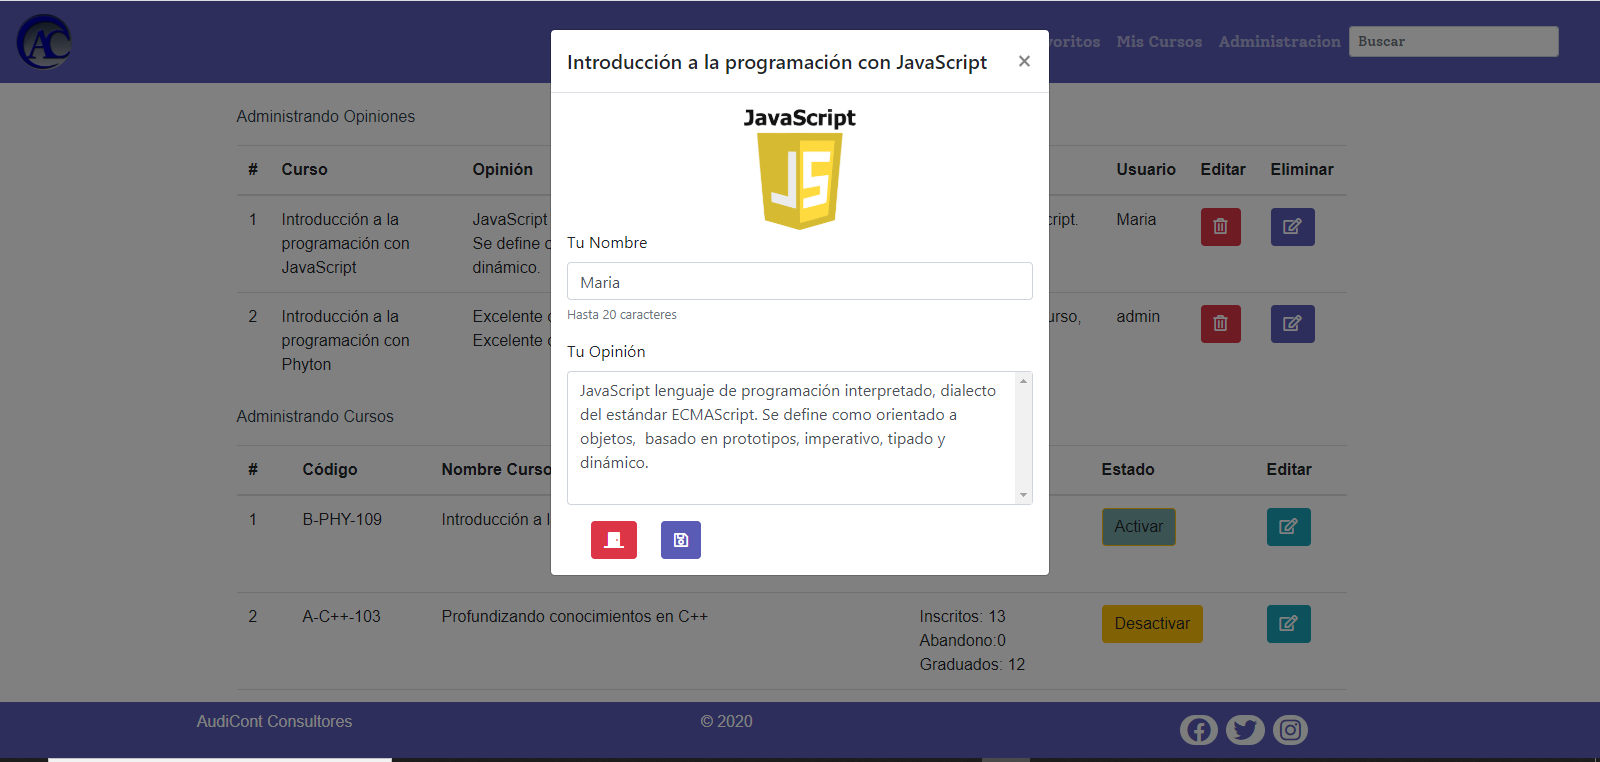 AC
voritos Mis Cursos Administracion Buscar
Introducción a la programación con JavaScript ×
JavaScript
JS
Tu Nombre
Maria
Hasta 20 caracteres
Tu Opinión
JavaScript lenguaje de programación interpretado, dialecto
del estándar ECMAScript. Se define como orientado a
objetos, basado en prototipos, imperativo, tipado y
dinámico.
Administrando Opiniones
# Curso Opinión Usuario Editar Eliminar
1 Introducción a la JavaScript cript. Maria
programación con Se define
JavaScript dinámico.
2 Introducción a la Excelente urso, admin
programación con Excelente
Phyton
Administrando Cursos
# Código Nombre Curso Estado Editar
1 B-PHY-109 Introducción a Activar
2 A-C++-103 Profundizando conocimientos en C++ Inscritos: 13 Desactivar
Abandono:0
Graduados: 12
AudiCont Consultores © 2020